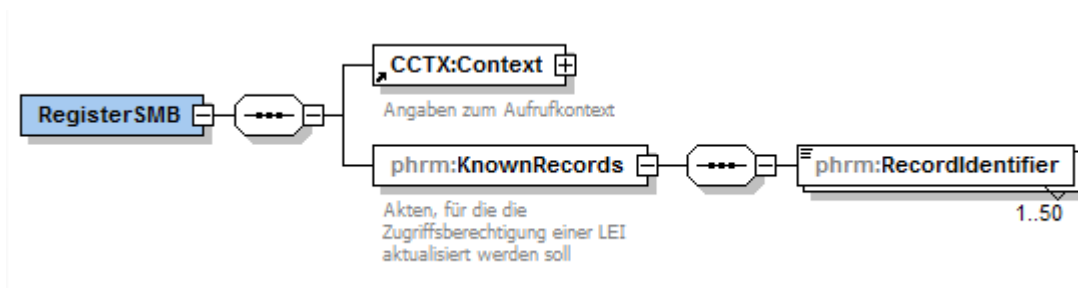 CCTX:Context
Angaben zum Aufrufkontext
RegisterSMB
phrm:KnownRecords
phrm:RecordIdentifier
1..50
Akten, für die die
Zugriffsberechtigung einer LEI
aktualisiert werden soll